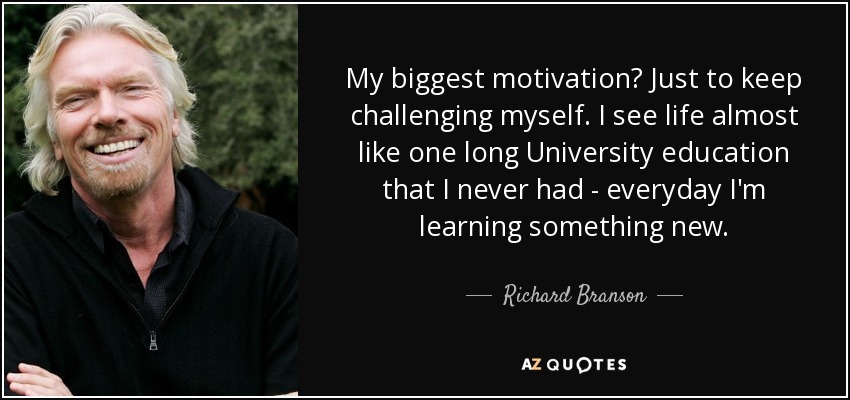 My biggest motivation? Just to keep
challenging myself. I see life almost
like one long University education
that I never had - everyday I'm
learning something new.
Richard Branson
AZ QUOTES